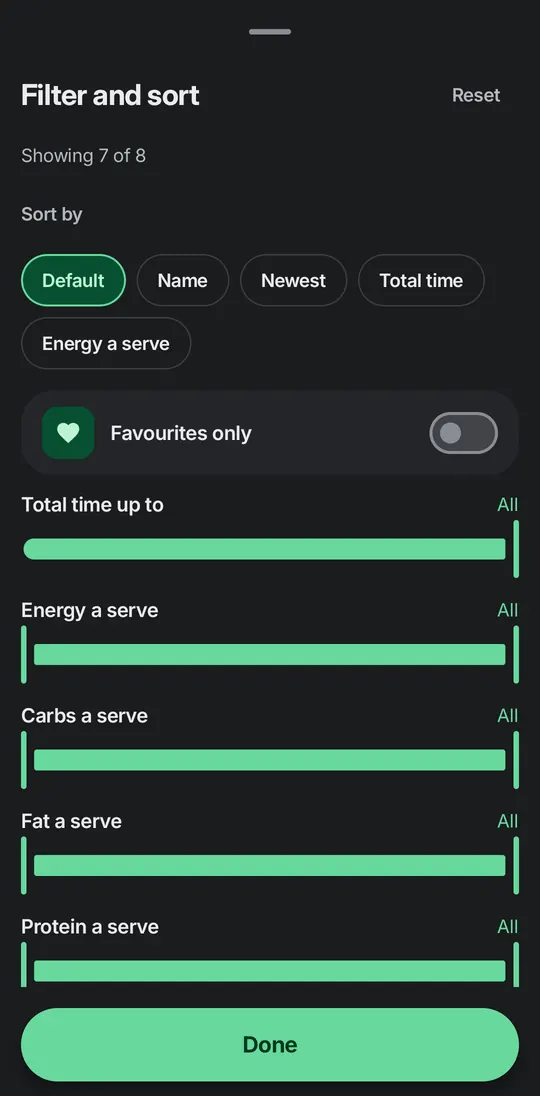 Filter and sort
Reset
Showing 7 of 8
Sort by
Default
Name
Newest
Total time
Energy a serve
Favourites only
Total time up to
All
Energy a serve
All
Carbs a serve
All
Fat a serve
All
Protein a serve
All
Done